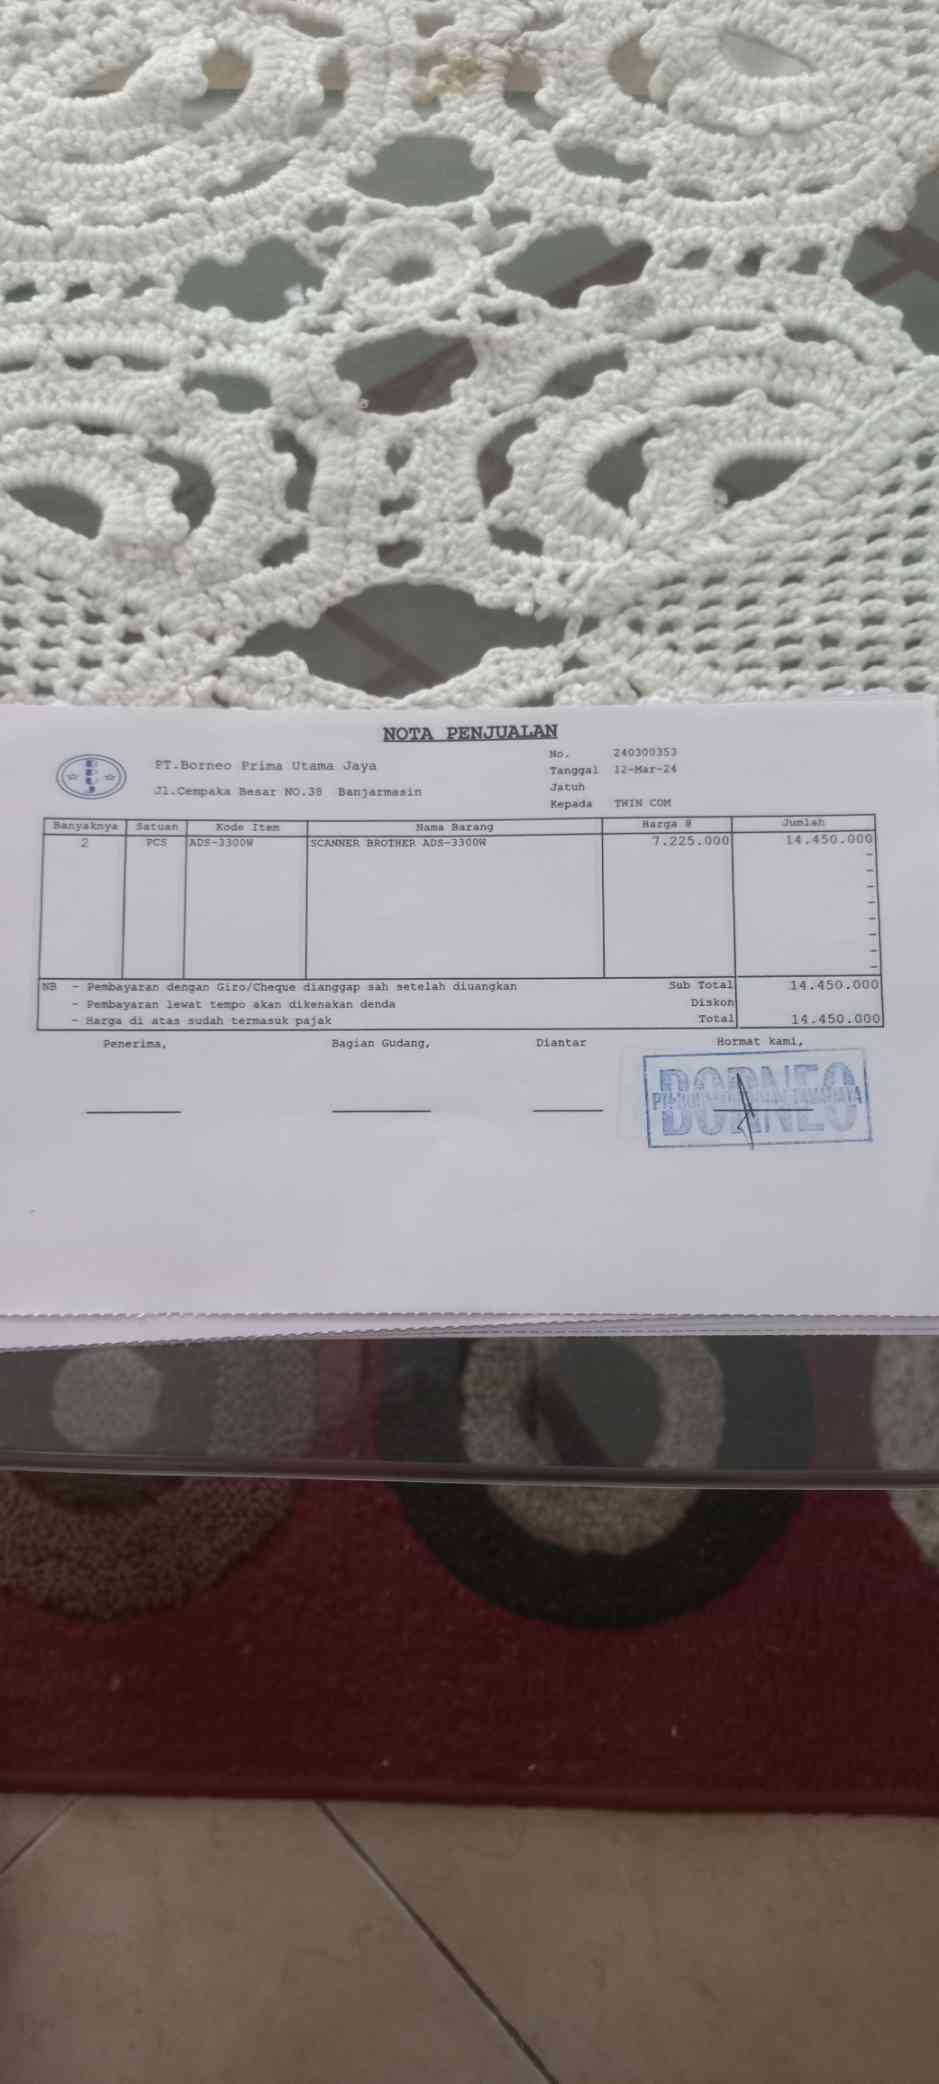 NOTA PENJUALAN
PT.Borneo Prima Utama Jaya
Jl.Cempaka Besar NO.38 Banjarmasin
No. 240300353
Tanggal 12-Mar-24
Jatuh
Kepada TWIN COM
Banyaknya Satuan Kode Item Nama Barang Harga @ Jumlah
2 PCS ADS-3300W SCANNER BROTHER ADS-3300W 7.225.000 14.450.000
-
-
-
-
-
-
-
-
NB - Pembayaran dengan Giro/Cheque dianggap sah setelah diuangkan Sub Total 14.450.000
- Pembayaran lewat tempo akan dikenakan denda Diskon
- Harga di atas sudah termasuk pajak Total 14.450.000
Penerima, Bagian Gudang, Diantar Hormat kami,
BORNEO